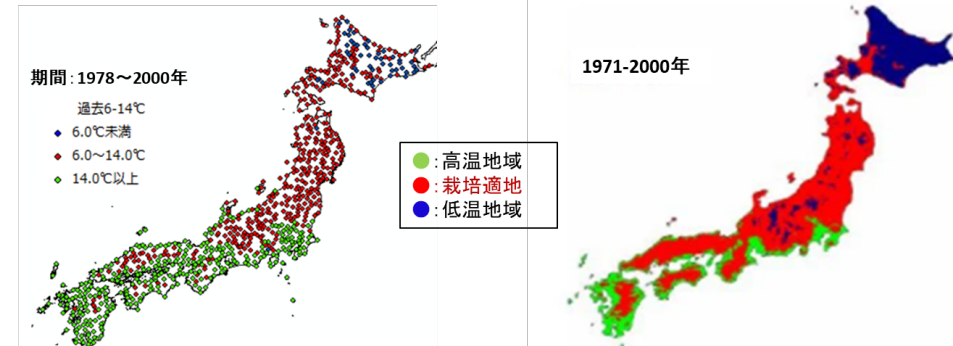 期間：1978～2000年
過去6-14℃
6.0℃未満
6.0～14.0℃
14.0℃以上
：高温地域
：栽培適地
：低温地域
1971-2000年